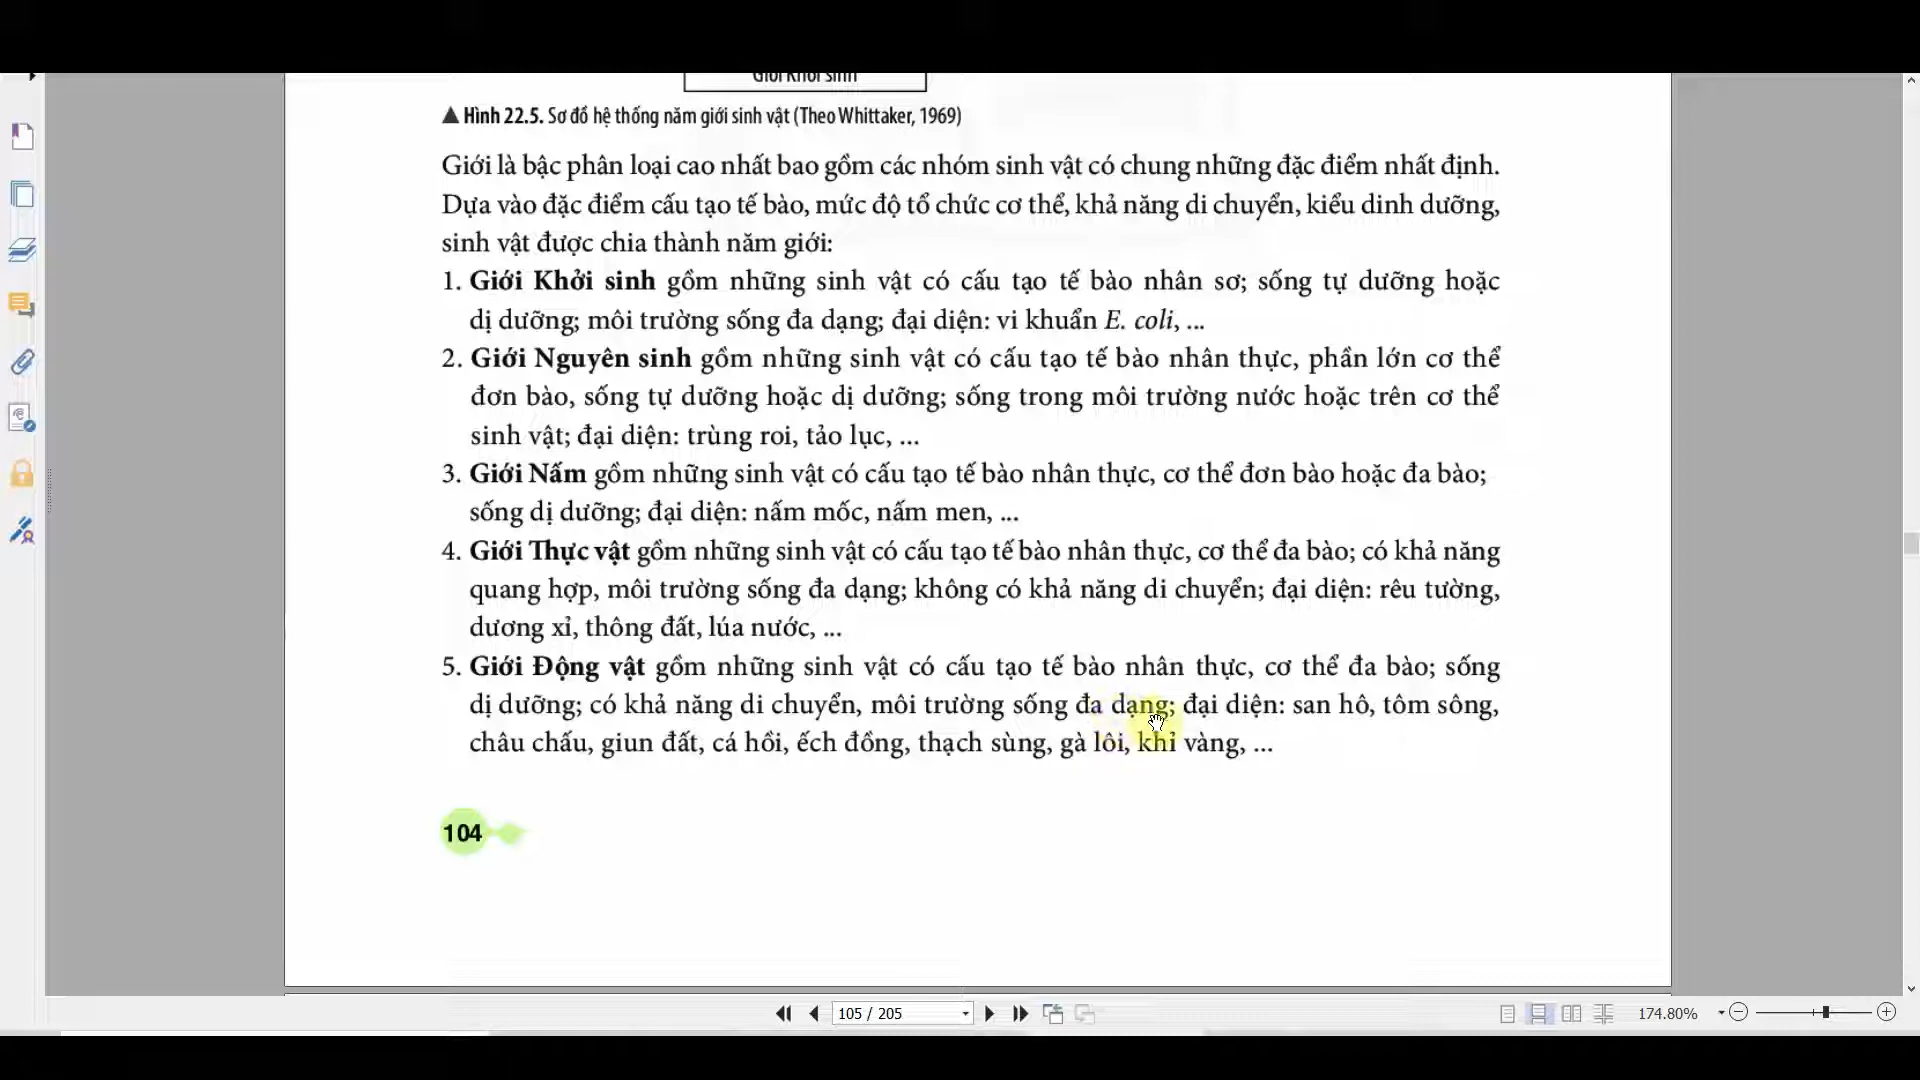 Giới Khởi sinh
▲ Hình 22.5. Sơ đồ hệ thống năm giới sinh vật (Theo Whittaker, 1969)
Giới là bậc phân loại cao nhất bao gồm các nhóm sinh vật có chung những đặc điểm nhất định.
Dựa vào đặc điểm cấu tạo tế bào, mức độ tổ chức cơ thể, khả năng di chuyển, kiểu dinh dưỡng,
sinh vật được chia thành năm giới:
1. Giới Khởi sinh gồm những sinh vật có cấu tạo tế bào nhân sơ; sống tự dưỡng hoặc
dị dưỡng; môi trường sống đa dạng; đại diện: vi khuẩn E. coli, ...
2. Giới Nguyên sinh gồm những sinh vật có cấu tạo tế bào nhân thực, phần lớn cơ thể
đơn bào, sống tự dưỡng hoặc dị dưỡng; sống trong môi trường nước hoặc trên cơ thể
sinh vật; đại diện: trùng roi, tảo lục, ...
3. Giới Nấm gồm những sinh vật có cấu tạo tế bào nhân thực, cơ thể đơn bào hoặc đa bào;
sống dị dưỡng; đại diện: nấm mốc, nấm men, ...
4. Giới Thực vật gồm những sinh vật có cấu tạo tế bào nhân thực, cơ thể đa bào; có khả năng
quang hợp, môi trường sống đa dạng; không có khả năng di chuyển; đại diện: rêu tường,
dương xỉ, thông đất, lúa nước, ...
5. Giới Động vật gồm những sinh vật có cấu tạo tế bào nhân thực, cơ thể đa bào; sống
dị dưỡng; có khả năng di chuyển, môi trường sống đa dạng; đại diện: san hô, tôm sông,
châu chấu, giun đất, cá hồi, ếch đồng, thạch sùng, gà lôi, khỉ vàng, ...
104
105 / 205
174.80%